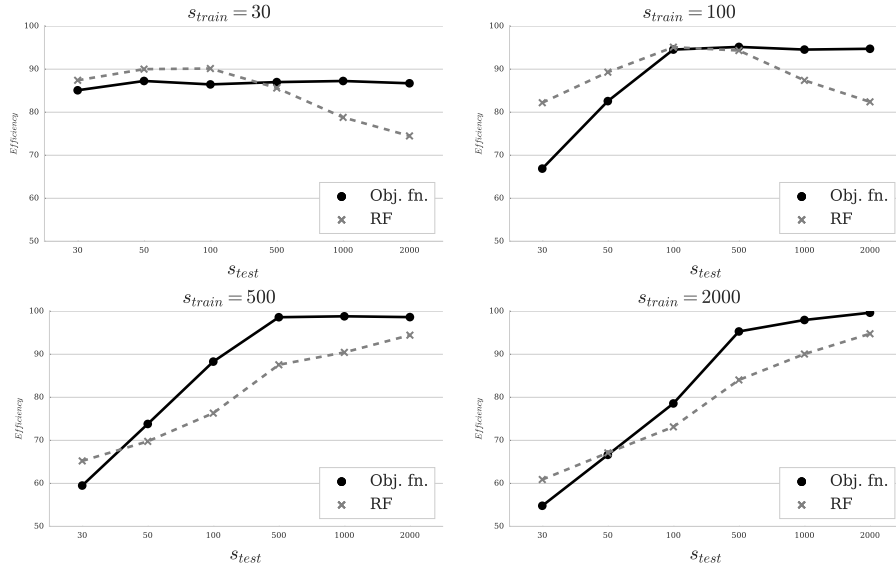 s_train = 30
100
90
80
70
60
50
Efficiency
30 50 100 500 1000 2000
s_test
Obj. fn.
RF
s_train = 100
100
90
80
70
60
50
Efficiency
30 50 100 500 1000 2000
s_test
Obj. fn.
RF
s_train = 500
100
90
80
70
60
50
Efficiency
30 50 100 500 1000 2000
s_test
Obj. fn.
RF
s_train = 2000
100
90
80
70
60
50
Efficiency
30 50 100 500 1000 2000
s_test
Obj. fn.
RF